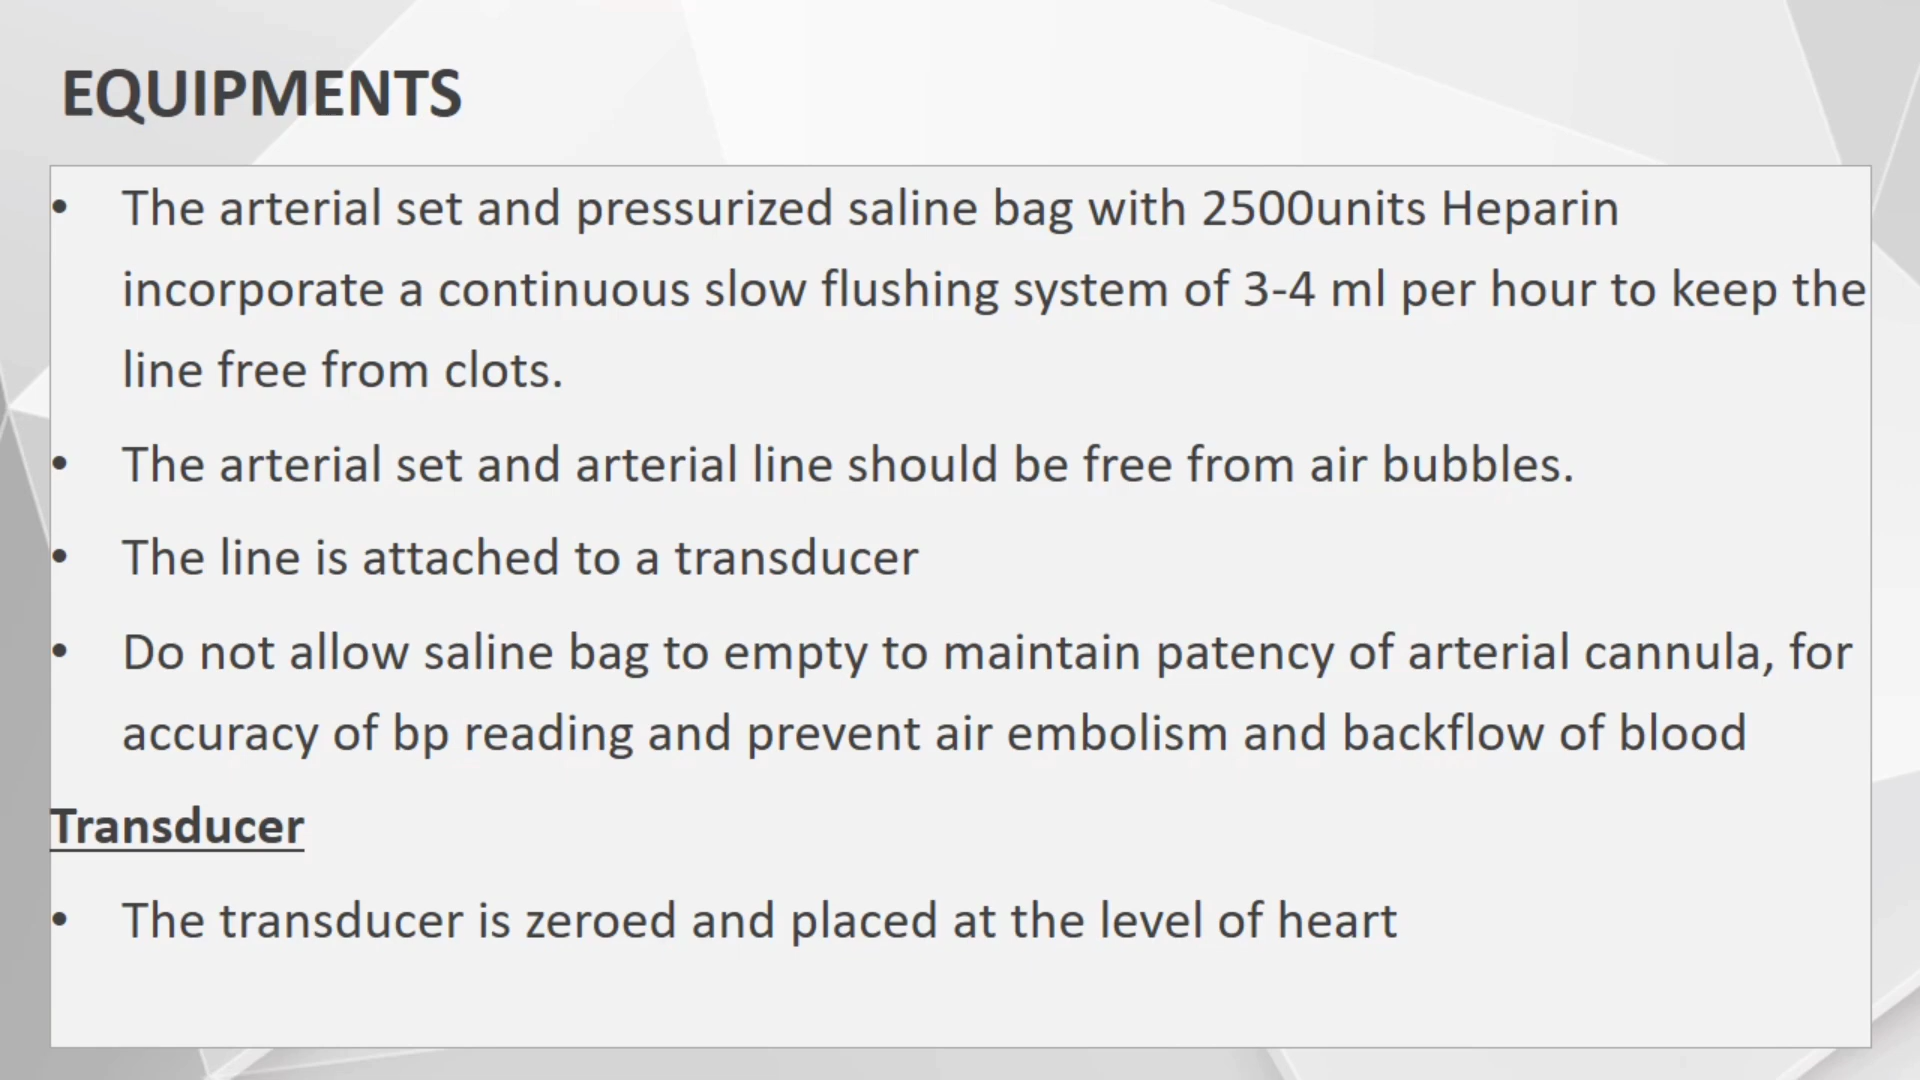 EQUIPMENTS
• The arterial set and pressurized saline bag with 2500units Heparin
incorporate a continuous slow flushing system of 3-4 ml per hour to keep the
line free from clots.
• The arterial set and arterial line should be free from air bubbles.
• The line is attached to a transducer
• Do not allow saline bag to empty to maintain patency of arterial cannula, for
accuracy of bp reading and prevent air embolism and backflow of blood
Transducer
• The transducer is zeroed and placed at the level of heart